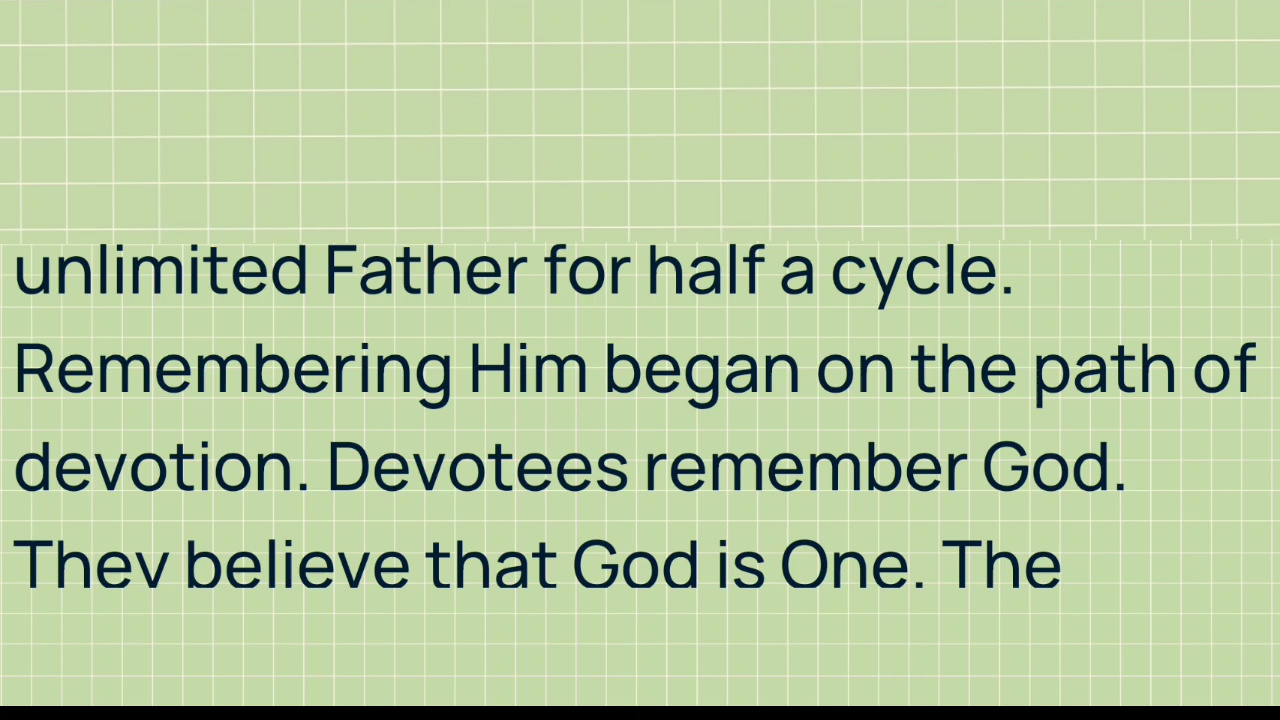 unlimited Father for half a cycle.
Remembering Him began on the path of
devotion. Devotees remember God.
They believe that God is One. The